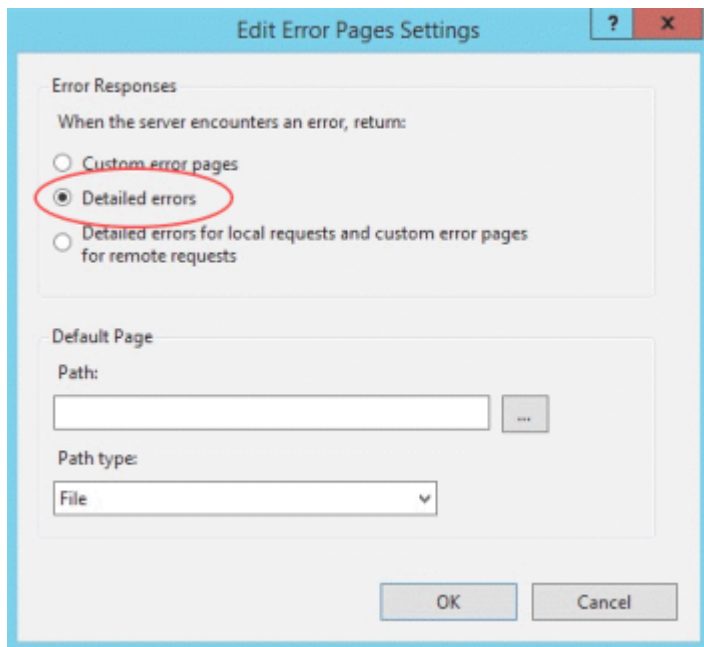 Edit Error Pages Settings
?
x
Error Responses
When the server encounters an error, return:
Custom error pages
Detailed errors
Detailed errors for local requests and custom error pages
for remote requests
Default Page
Path:
...
Path type:
File
OK
Cancel